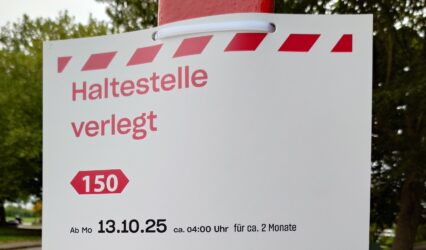 Haltestelle
verlegt
150
Ab Mo 13.10.25 ca. 04:00 Uhr für ca. 2 Monate